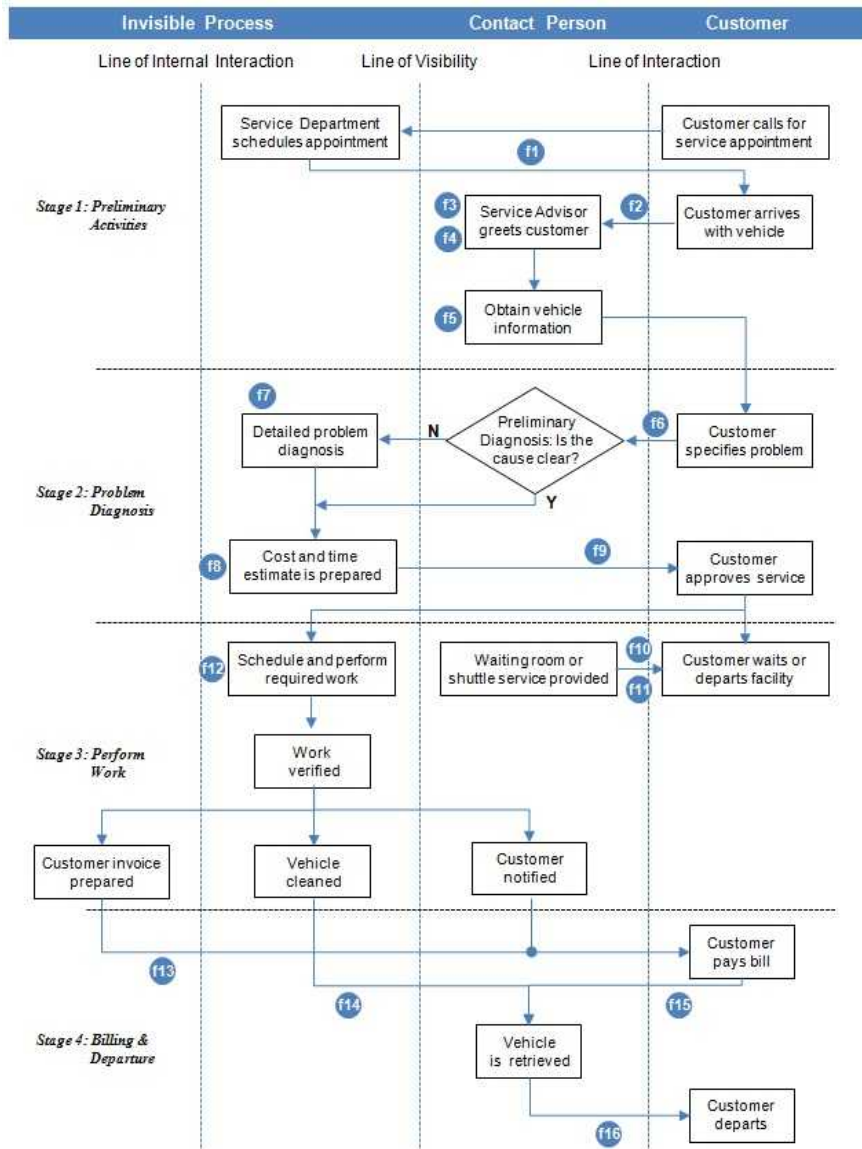 Invisible Process Contact Person Customer
Line of Internal Interaction Line of Visibility Line of Interaction
Service Department
schedules appointment
Customer calls for
service appointment
f1
Stage 1: Preliminary
Activities
f3
f4
Service Advisor
greets customer
f2
Customer arrives
with vehicle
f5
Obtain vehicle
information
f7
Detailed problem
diagnosis
N
Preliminary
Diagnosis: Is the
cause clear?
f6
Customer
specifies problem
Y
Stage 2: Problem
Diagnosis
f8
Cost and time
estimate is prepared
f9
Customer
approves service
f12
Schedule and perform
required work
Waiting room or
shuttle service provided
f10
f11
Customer waits or
departs facility
Stage 3: Perform
Work
Work
verified
Customer invoice
prepared
Vehicle
cleaned
Customer
notified
f13
Customer
pays bill
f14
f15
Stage 4: Billing &
Departure
Vehicle
is retrieved
f16
Customer
departs